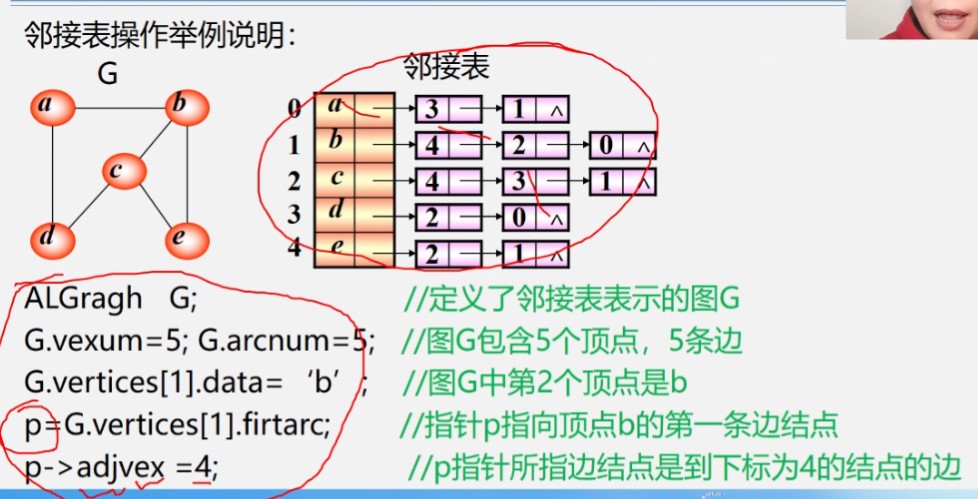 邻接表操作举例说明：
G
邻接表
a
b
c
d
e
0 a 3 1 ∧
1 b 4 2 0 ∧
2 c 4 3 1 ∧
3 d 2 0 ∧
4 e 2 1 ∧
ALGragh G; //定义了邻接表表示的图G
G.vexum=5; G.arcnum=5; //图G包含5个顶点，5条边
G.vertices[1].data= ‘b’ ; //图G中第2个顶点是b
p=G.vertices[1].firtarc; //指针p指向顶点b的第一条边结点
p->adjvex =4; //p指针所指边结点是到下标为4的结点的边